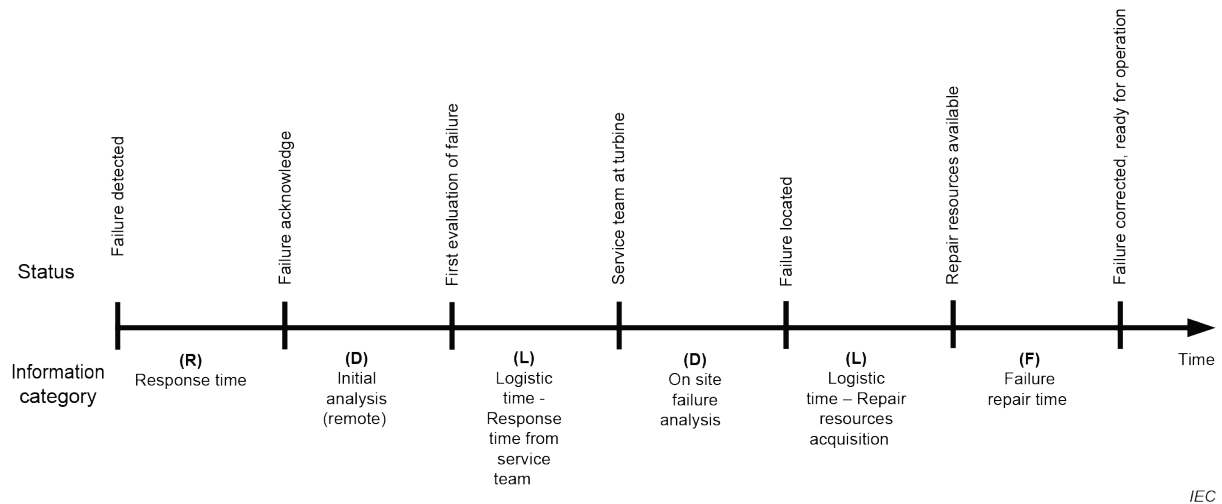 Failure detected
Failure acknowledge
First evaluation of failure
Service team at turbine
Failure located
Repair resources available
Failure corrected, ready for operation
Status
Information
category
Time
(R)
Response time
(D)
Initial
analysis
(remote)
(L)
Logistic
time -
Response
time from
service
team
(D)
On site
failure
analysis
(L)
Logistic
time – Repair
resources
acquisition
(F)
Failure
repair time
IEC